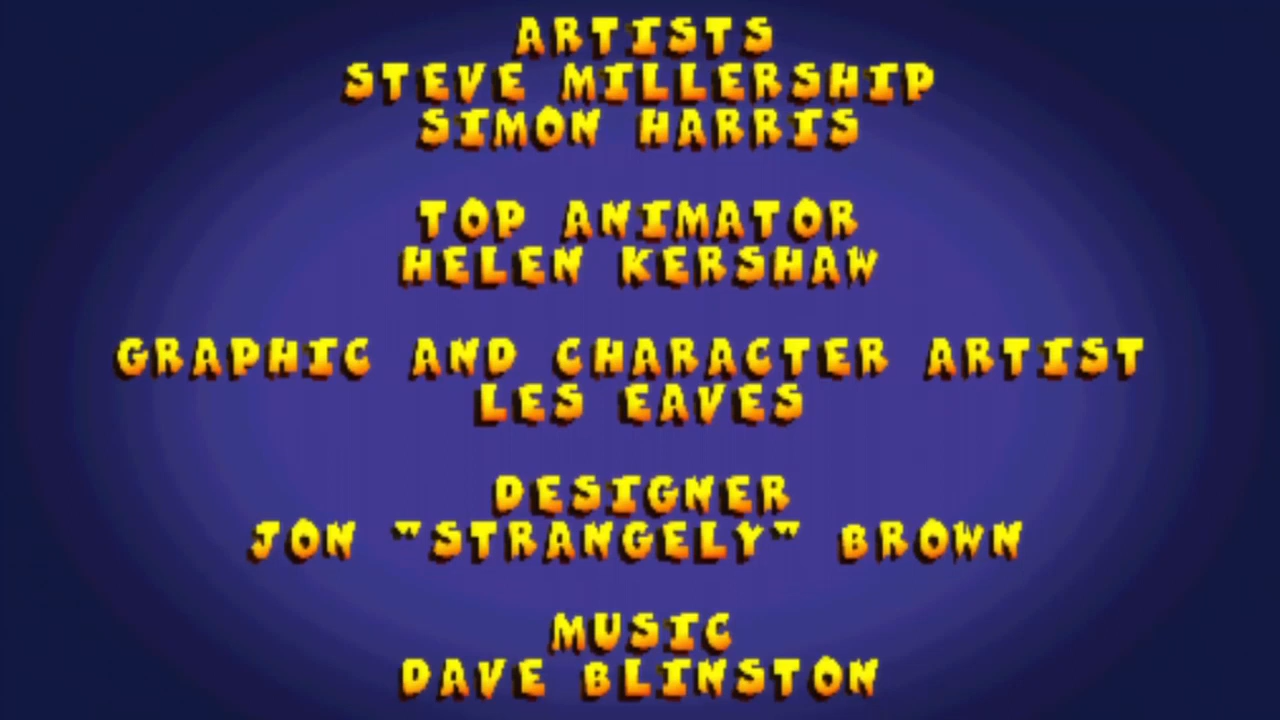 ARTISTS
STEVE MILLERSHIP
SIMON HARRIS
TOP ANIMATOR
HELEN KERSHAW
GRAPHIC AND CHARACTER ARTIST
LES EAVES
DESIGNER
JON "STRANGELY" BROWN
MUSIC
DAVE BLINSTON